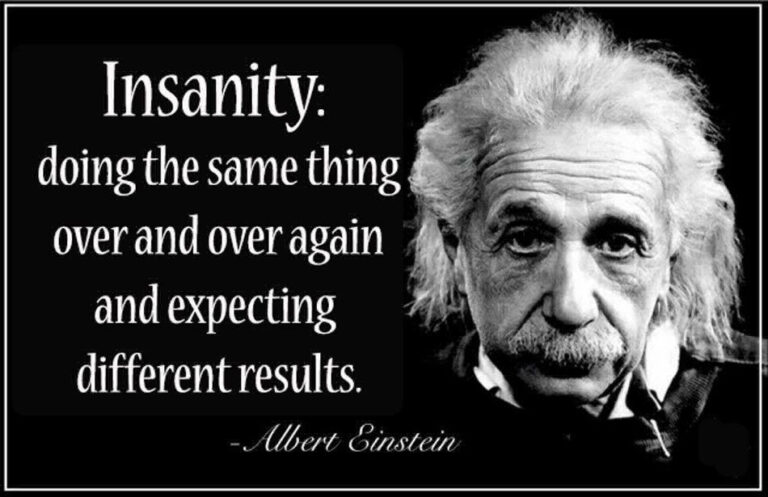 Insanity:
doing the same thing
over and over again
and expecting
different results.
-Albert Einstein